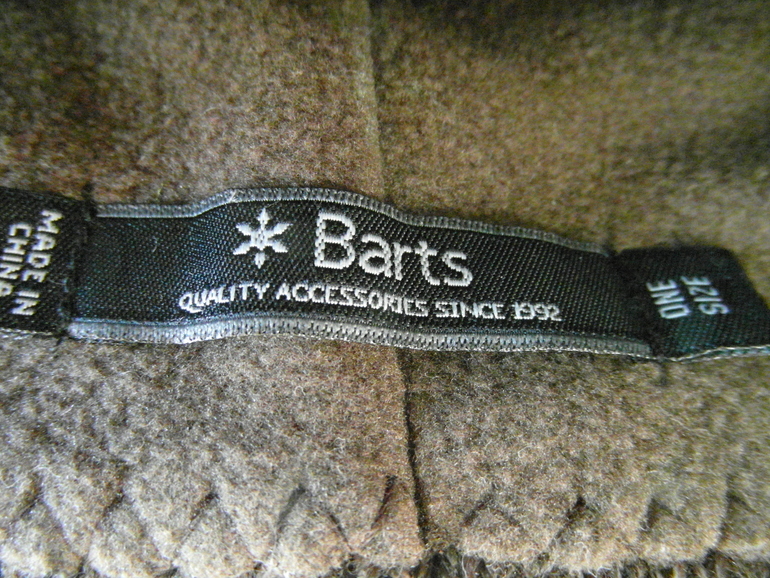 MADE IN
CHINA
Barts
QUALITY ACCESSORIES SINCE 1992
ONE
SIZE